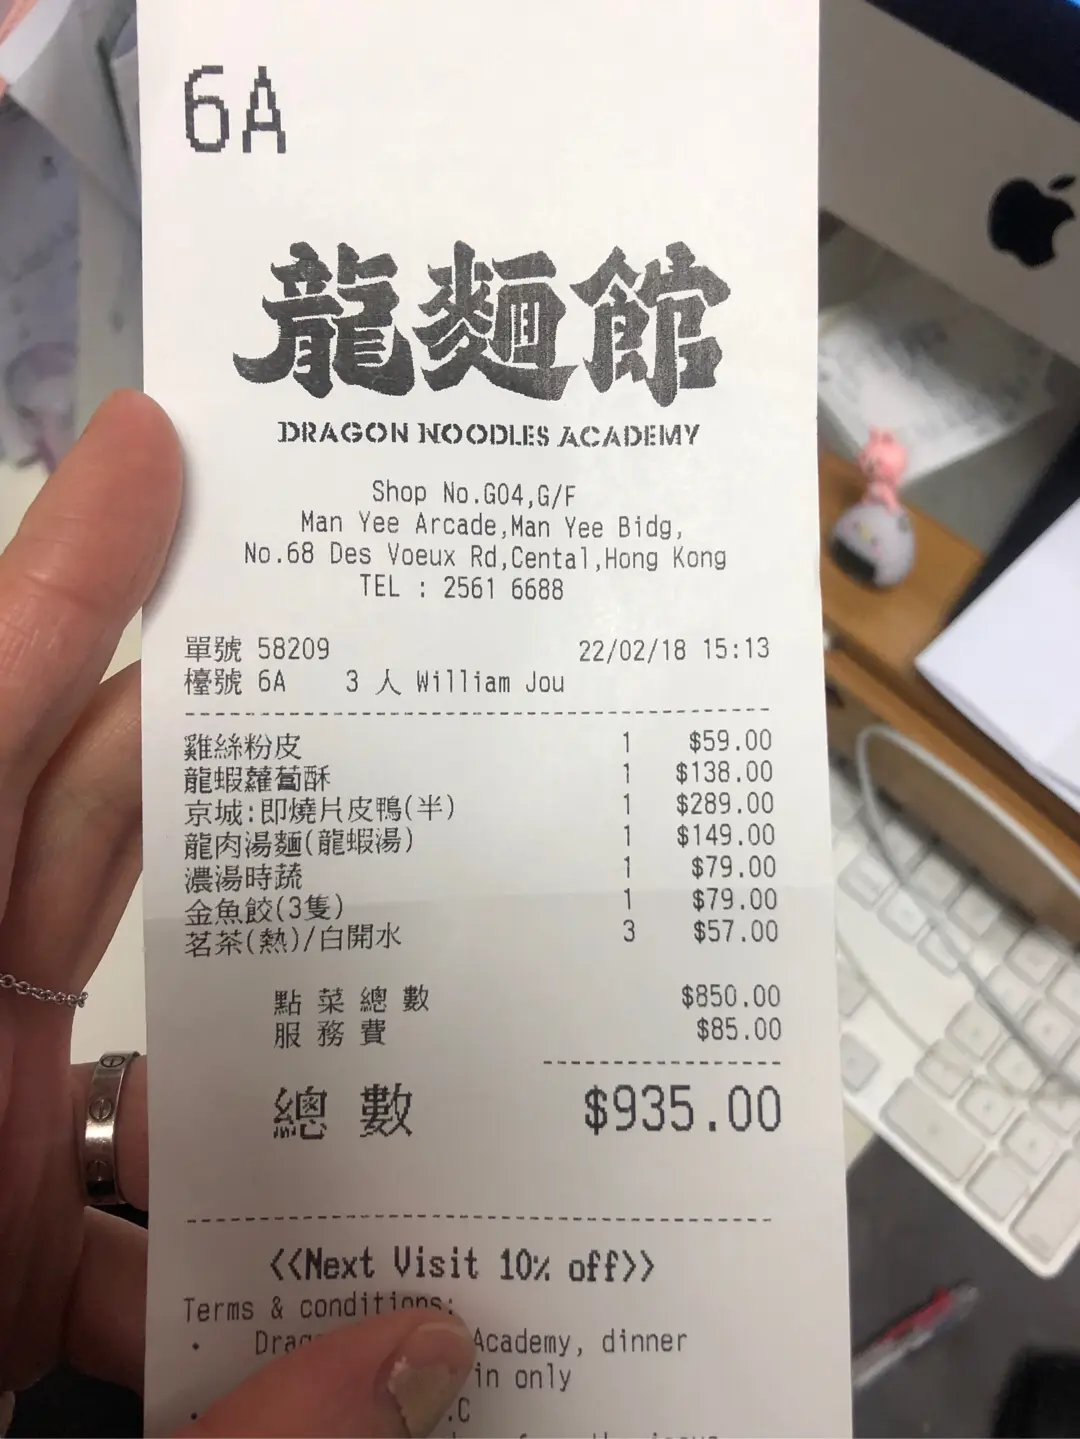 6A
龍麵館
DRAGON NOODLES ACADEMY
Shop No.G04,G/F
Man Yee Arcade,Man Yee Bidg,
No.68 Des Voeux Rd,Cental,Hong Kong
TEL : 2561 6688
單號 58209 22/02/18 15:13
檯號 6A 3 人 William Jou
雞絲粉皮 1 $59.00
龍蝦蘿蔔酥 1 $138.00
京城:即燒片皮鴨(半) 1 $289.00
龍肉湯麵(龍蝦湯) 1 $149.00
濃湯時蔬 1 $79.00
金魚餃(3隻) 1 $79.00
茗茶(熱)/白開水 3 $57.00
點菜總數 $850.00
服務費 $85.00
總數 $935.00
<<Next Visit 10% off>>
Terms & conditions:
• Academy, dinner
in only
•